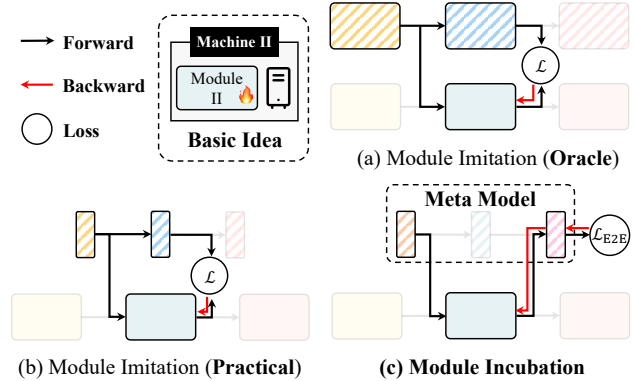 Forward
Backward
Loss
Machine II
Module
II
Basic Idea
ℒ
(a) Module Imitation (Oracle)
ℒ
(b) Module Imitation (Practical)
Meta Model
ℒE2E
(c) Module Incubation